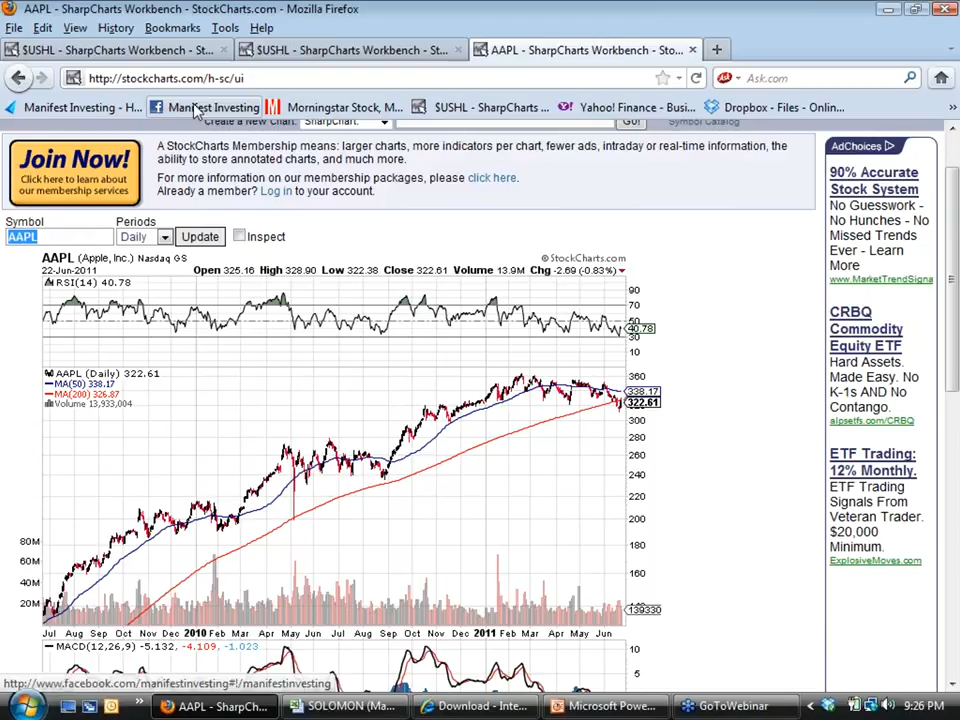 AAPL - SharpCharts Workbench - StockCharts.com - Mozilla Firefox
File Edit View History Bookmarks Tools Help
$USHL - SharpCharts Workbench - St... × $USHL - SharpCharts Workbench - StockC... × AAPL - SharpCharts Workbench - Sto... × +
http://stockcharts.com/h-sc/ui
Ask.com
Manifest Investing - H... Manifest Investing Morningstar Stock, M... $USHL - SharpCharts ... Yahoo! Finance - Busi... Dropbox - Files - Onlin... »
Create a New Chart: SharpChart Go! Symbol Catalog
Join Now!
Click here to learn about
our membership services
A StockCharts Membership means: larger charts, more indicators per chart, fewer ads, intraday or real-time information, the
ability to store annotated charts, and much more.
For more information on our membership packages, please click here.
Already a member? Log in to your account.
Symbol Periods
AAPL Daily Update Inspect
AAPL (Apple, Inc.) Nasdaq GS © StockCharts.com
22-Jun-2011 Open 325.16 High 328.90 Low 322.38 Close 322.61 Volume 13.9M Chg -2.69 (-0.83%)
RSI(14) 40.78
90
70
50
40.78
30
10
AAPL (Daily) 322.61
MA(50) 338.17
MA(200) 326.87
Volume 13,933,004
360
338.17
322.61
300
280
260
240
220
200
180
160
80M
60M
40M
20M
139330
Jul Aug Sep Oct Nov Dec 2010 Feb Mar Apr May Jun Jul Aug Sep Oct Nov Dec 2011 Feb Mar Apr May Jun
MACD(12,26,9) -5.132, -4.109, -1.023
10
5
AdChoices
90% Accurate
Stock System
No Guesswork -
No Hunches - No
Missed Trends
Ever - Learn
More
www.MarketTrendSigna
CRBQ
Commodity
Equity ETF
Hard Assets.
Made Easy. No
K-1s AND No
Contango.
alpsetfs.com/CRBQ
ETF Trading:
12% Monthly.
ETF Trading
Signals From
Veteran Trader.
$20,000
Minimum.
ExplosiveMoves.com
http://www.facebook.com/manifestinvesting#!/manifestinvesting
» AAPL - SharpCh... SOLOMON (Ma... Download - Inte... Microsoft Powe... GoToWebinar 9:26 PM